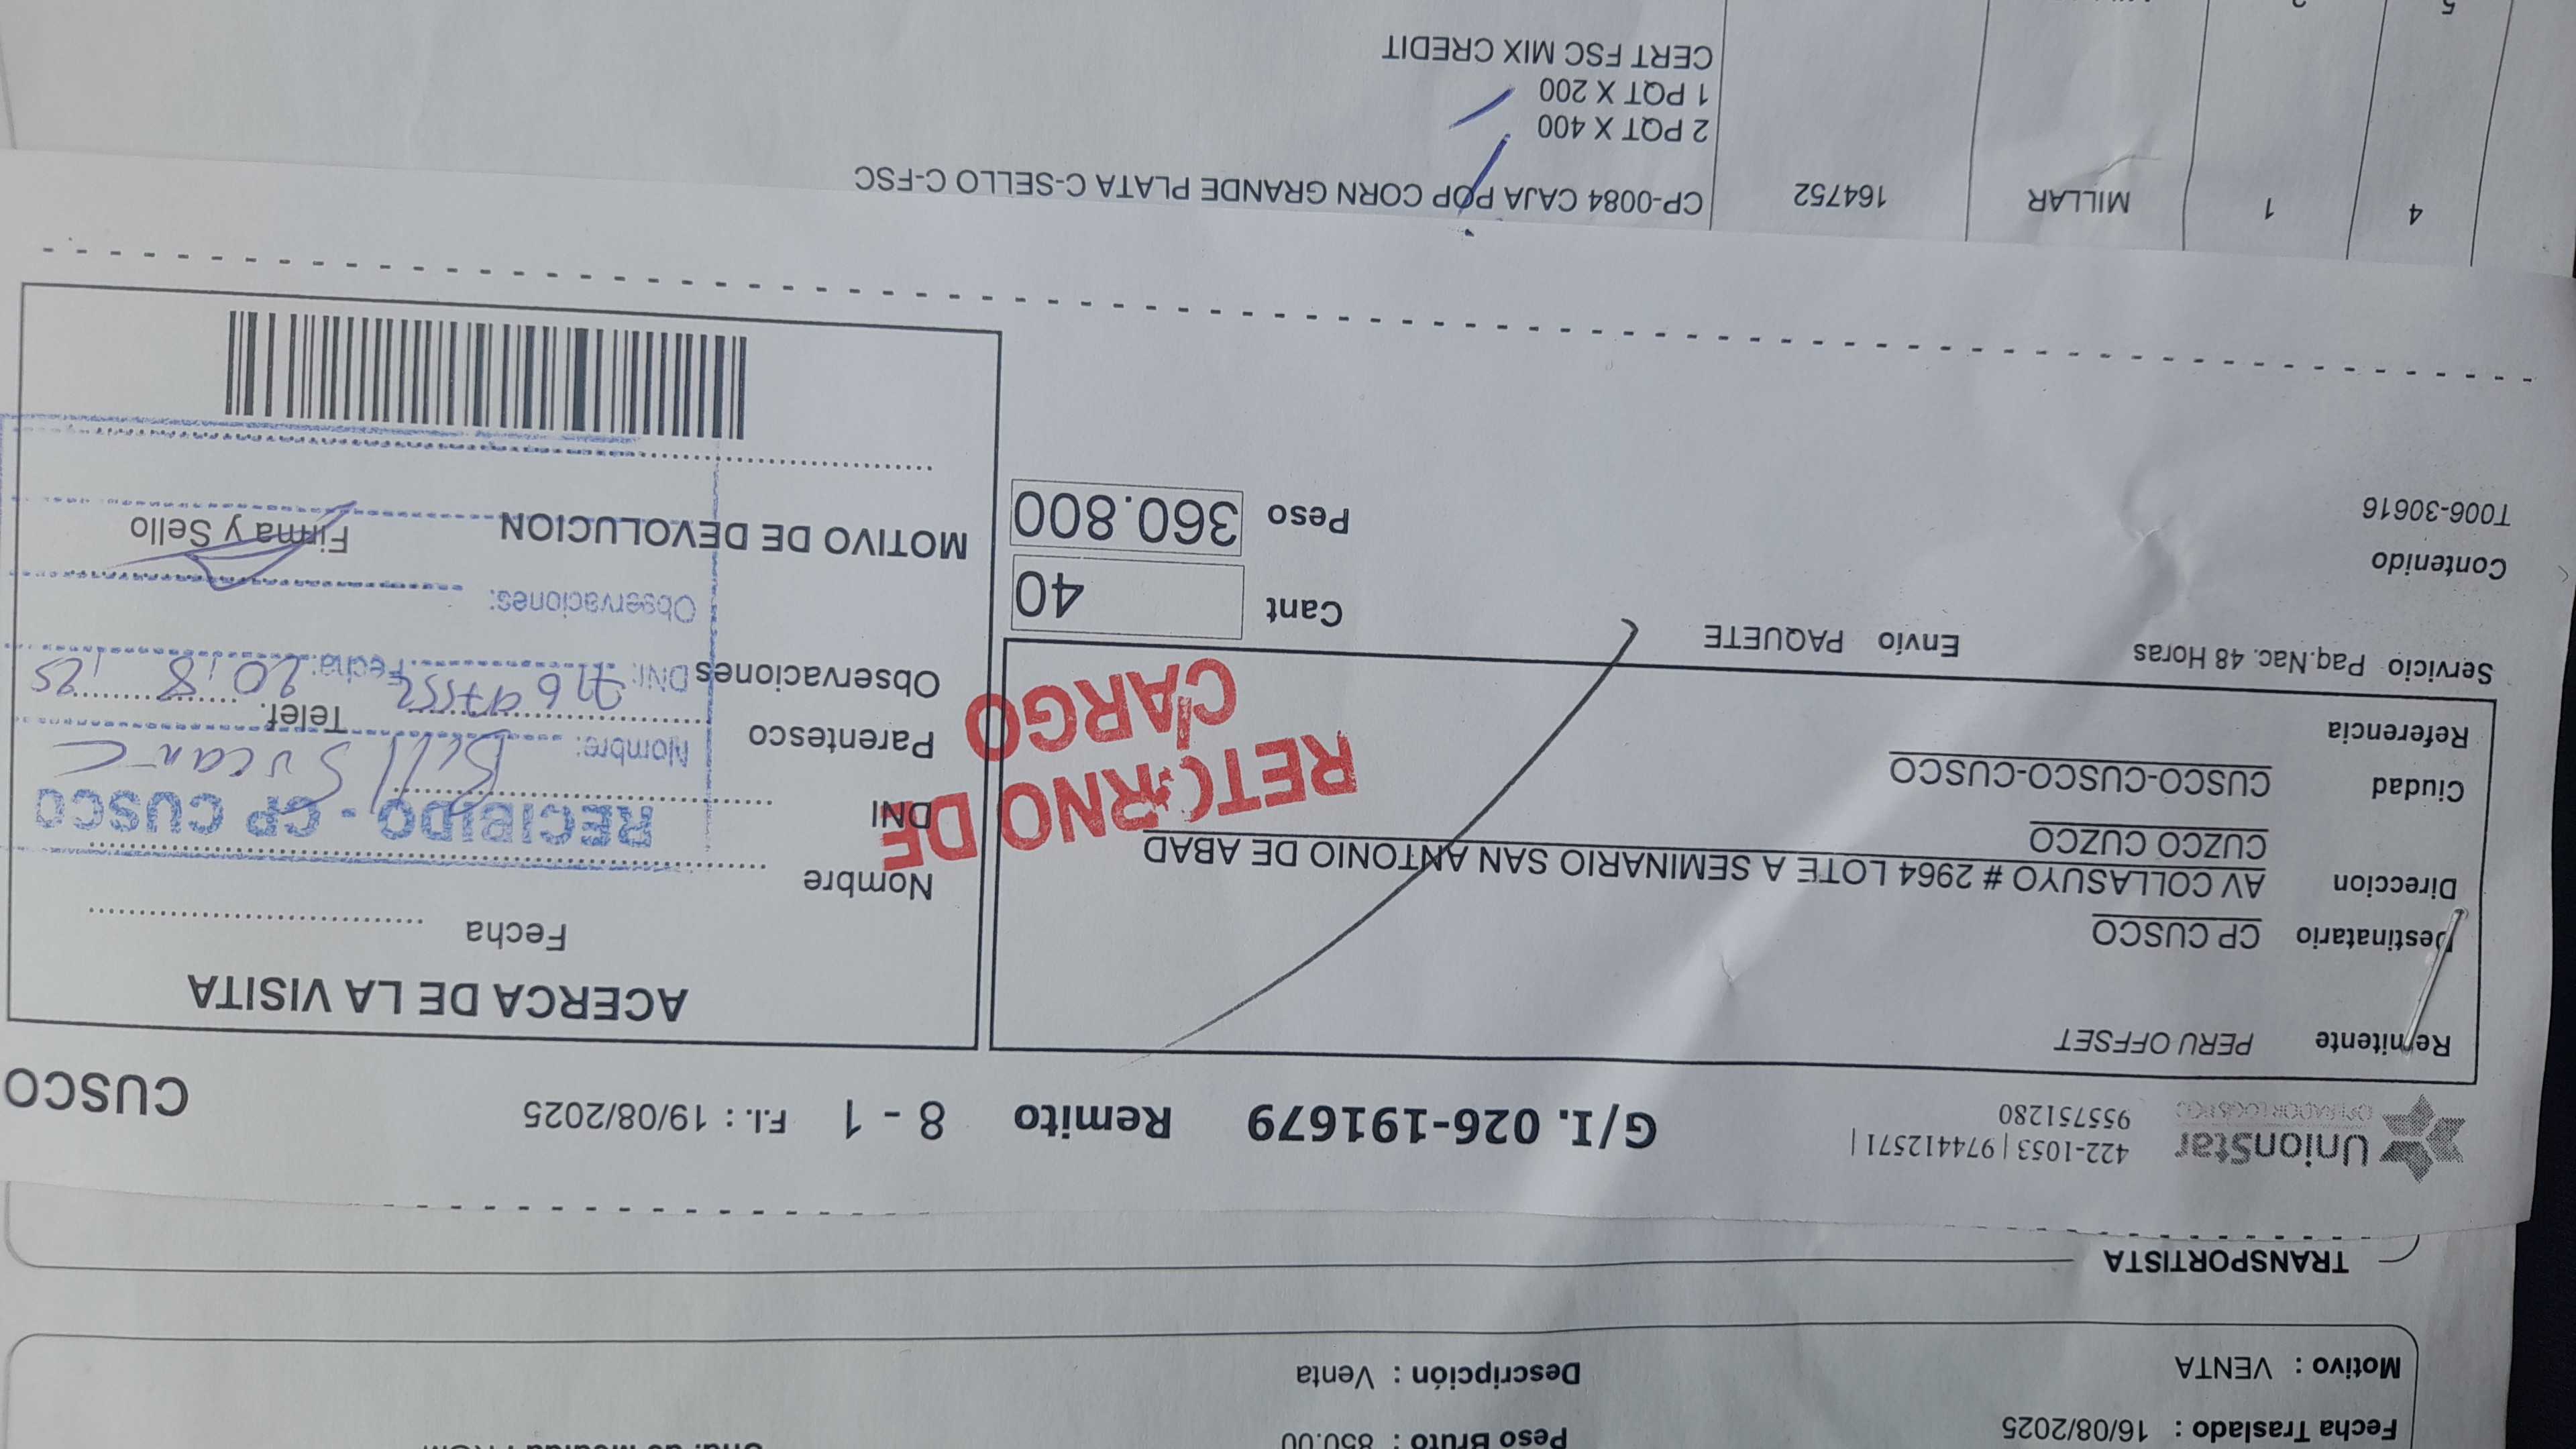 Fecha Traslado : 16/08/2025 Peso Bruto : 850.00
Motivo : VENTA Descripción : Venta
TRANSPORTISTA
UnionStar
OPERADOR LOGISTICO
422-1053 | 974412571 |
955751280
G/I. 026-191679 Remito 8 - 1 F.I. : 19/08/2025 CUSCO
Remitente PERU OFFSET
Destinatario CP CUSCO
Direccion AV COLLASUYO # 2964 LOTE A SEMINARIO SAN ANTONIO DE ABAD
CUZCO CUZCO
Ciudad CUSCO-CUSCO-CUSCO
Referencia
RETORNO DE
CARGO
Servicio Paq.Nac. 48 Horas Envío PAQUETE
Contenido
T006-30616
Cant 40
Peso 360.800
ACERCA DE LA VISITA
Fecha
Nombre
DNI
Parentesco Telef.
Observaciones
MOTIVO DE DEVOLUCION Firma y Sello
RECIBIDO - CP CUSCO
Nombre: Bill
DNI: 71697552 Fecha: 20 / 8 / 25
Observaciones:
4 1 MILLAR 164752 CP-0084 CAJA POP CORN GRANDE PLATA C-SELLO C-FSC
2 PQT X 400
1 PQT X 200
CERT FSC MIX CREDIT
5